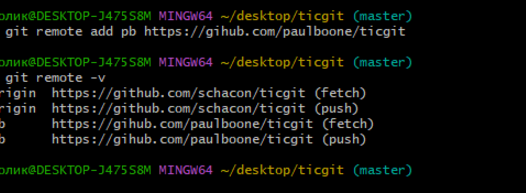 олик@DESKTOP-J475S8M MINGW64 ~/desktop/ticgit (master)
git remote add pb https://gihub.com/paulboone/ticgit
олик@DESKTOP-J475S8M MINGW64 ~/desktop/ticgit (master)
git remote -v
rigin https://github.com/schacon/ticgit (fetch)
rigin https://github.com/schacon/ticgit (push)
b https://gihub.com/paulboone/ticgit (fetch)
b https://gihub.com/paulboone/ticgit (push)
олик@DESKTOP-J475S8M MINGW64 ~/desktop/ticgit (master)